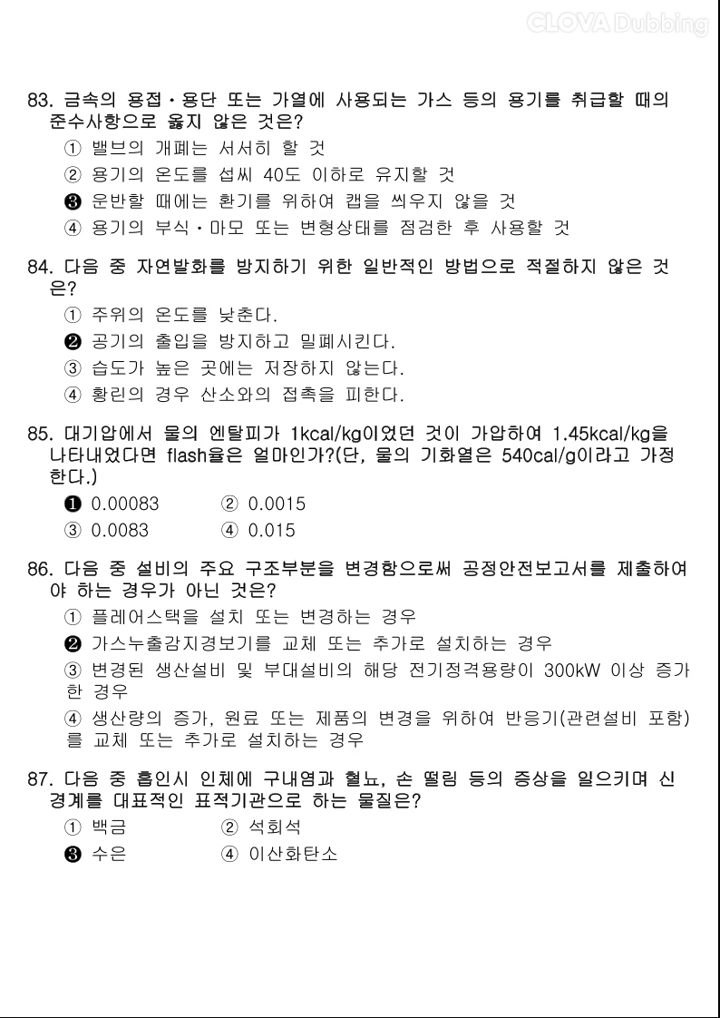 CLOVA Dubbing
83. 금속의 용접・용단 또는 가열에 사용되는 가스 등의 용기를 취급할 때의
준수사항으로 옳지 않은 것은?
① 밸브의 개폐는 서서히 할 것
② 용기의 온도를 섭씨 40도 이하로 유지할 것
❸ 운반할 때에는 환기를 위하여 캡을 씌우지 않을 것
④ 용기의 부식・마모 또는 변형상태를 점검한 후 사용할 것
84. 다음 중 자연발화를 방지하기 위한 일반적인 방법으로 적절하지 않은 것
은?
① 주위의 온도를 낮춘다.
❷ 공기의 출입을 방지하고 밀폐시킨다.
③ 습도가 높은 곳에는 저장하지 않는다.
④ 황린의 경우 산소와의 접촉을 피한다.
85. 대기압에서 물의 엔탈피가 1kcal/kg이었던 것이 가압하여 1.45kcal/kg을
나타내었다면 flash율은 얼마인가?(단, 물의 기화열은 540cal/g이라고 가정
한다.)
❶ 0.00083 ② 0.0015
③ 0.0083 ④ 0.015
86. 다음 중 설비의 주요 구조부분을 변경함으로써 공정안전보고서를 제출하여
야 하는 경우가 아닌 것은?
① 플레어스택을 설치 또는 변경하는 경우
❷ 가스누출감지경보기를 교체 또는 추가로 설치하는 경우
③ 변경된 생산설비 및 부대설비의 해당 전기정격용량이 300kW 이상 증가
한 경우
④ 생산량의 증가, 원료 또는 제품의 변경을 위하여 반응기(관련설비 포함)
를 교체 또는 추가로 설치하는 경우
87. 다음 중 흡인시 인체에 구내염과 혈뇨, 손 떨림 등의 증상을 일으키며 신
경계를 대표적인 표적기관으로 하는 물질은?
① 백금 ② 석회석
❸ 수은 ④ 이산화탄소